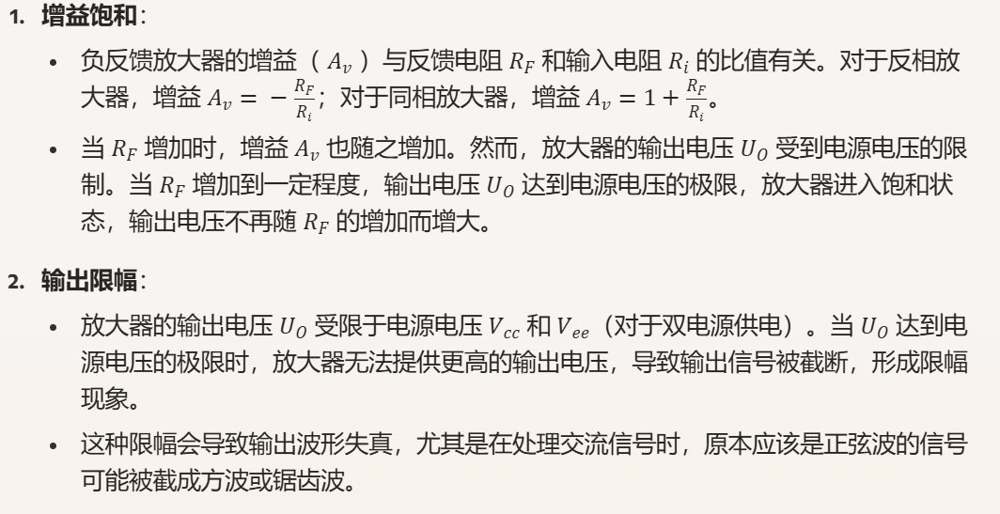 1. 增益饱和：
• 负反馈放大器的增益（ $A_v$ ）与反馈电阻 $R_F$ 和输入电阻 $R_i$ 的比值有关。对于反相放
大器，增益 $A_v = -\frac{R_F}{R_i}$；对于同相放大器，增益 $A_v = 1 + \frac{R_F}{R_i}$。
• 当 $R_F$ 增加时，增益 $A_v$ 也随之增加。然而，放大器的输出电压 $U_O$ 受到电源电压的限
制。当 $R_F$ 增加到一定程度，输出电压 $U_O$ 达到电源电压的极限，放大器进入饱和状
态，输出电压不再随 $R_F$ 的增加而增大。
2. 输出限幅：
• 放大器的输出电压 $U_O$ 受限于电源电压 $V_{cc}$ 和 $V_{ee}$（对于双电源供电）。当 $U_O$ 达到电
源电压的极限时，放大器无法提供更高的输出电压，导致输出信号被截断，形成限幅
现象。
• 这种限幅会导致输出波形失真，尤其是在处理交流信号时，原本应该是正弦波的信号
可能被截成方波或锯齿波。